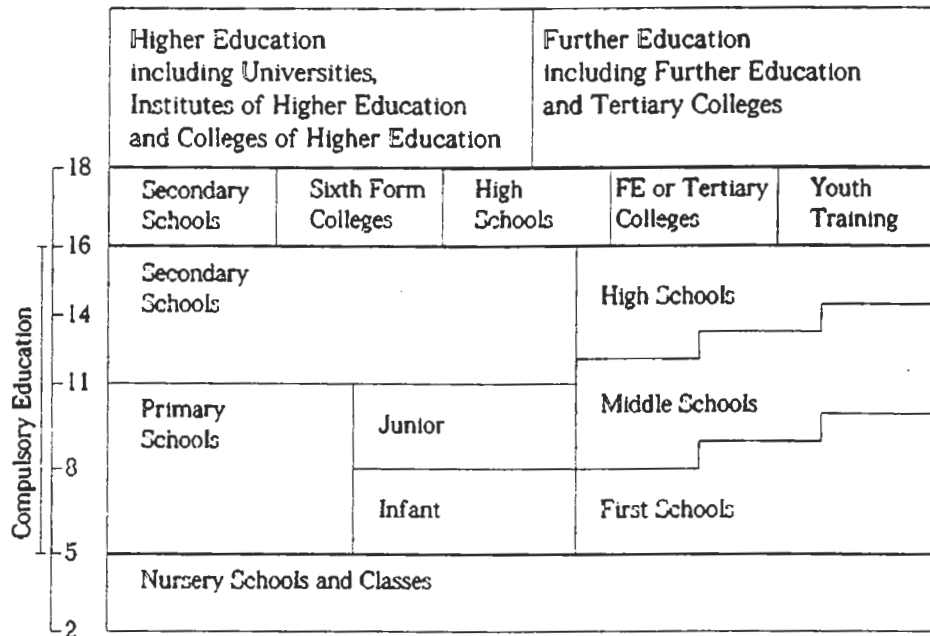 Higher Education
including Universities,
Institutes of Higher Education
and Colleges of Higher Education
Further Education
including Further Education
and Tertiary Colleges
18
Secondary
Schools
Sixth Form
Colleges
High
Schools
FE or Tertiary
Colleges
Youth
Training
16
Secondary
Schools
High Schools
14
11
Primary
Schools
Junior
Middle Schools
8
Infant
First Schools
5
Nursery Schools and Classes
2
Compulsory Education